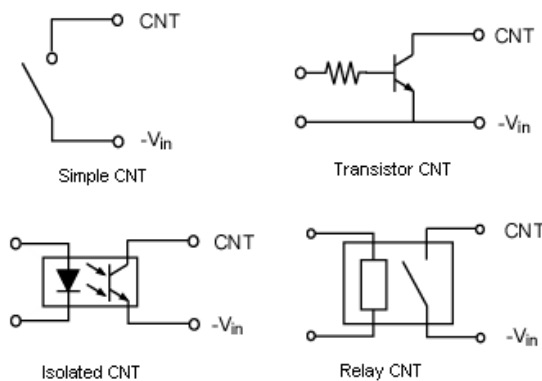 CNT
-Vin
Simple CNT
CNT
-Vin
Transistor CNT
CNT
-Vin
Isolated CNT
CNT
-Vin
Relay CNT